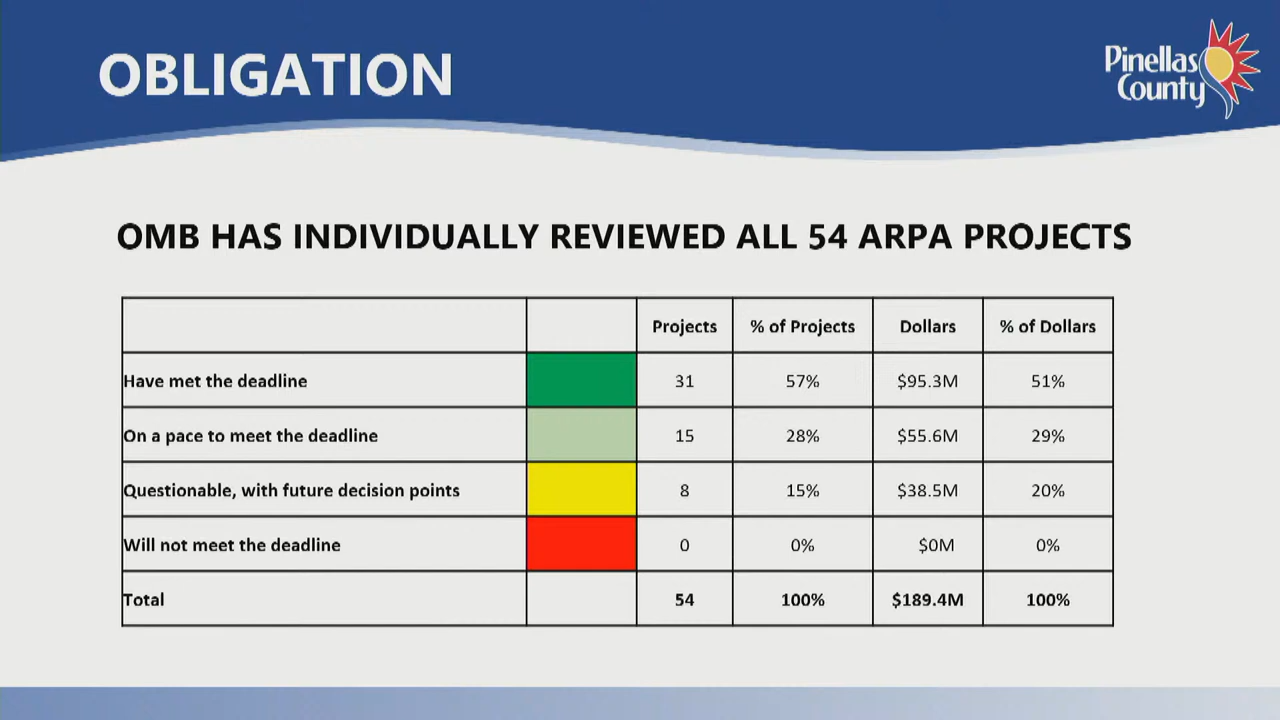 OBLIGATION
Pinellas
County
OMB HAS INDIVIDUALLY REVIEWED ALL 54 ARPA PROJECTS
Projects % of Projects Dollars % of Dollars
Have met the deadline 31 57% $95.3M 51%
On a pace to meet the deadline 15 28% $55.6M 29%
Questionable, with future decision points 8 15% $38.5M 20%
Will not meet the deadline 0 0% $0M 0%
Total 54 100% $189.4M 100%